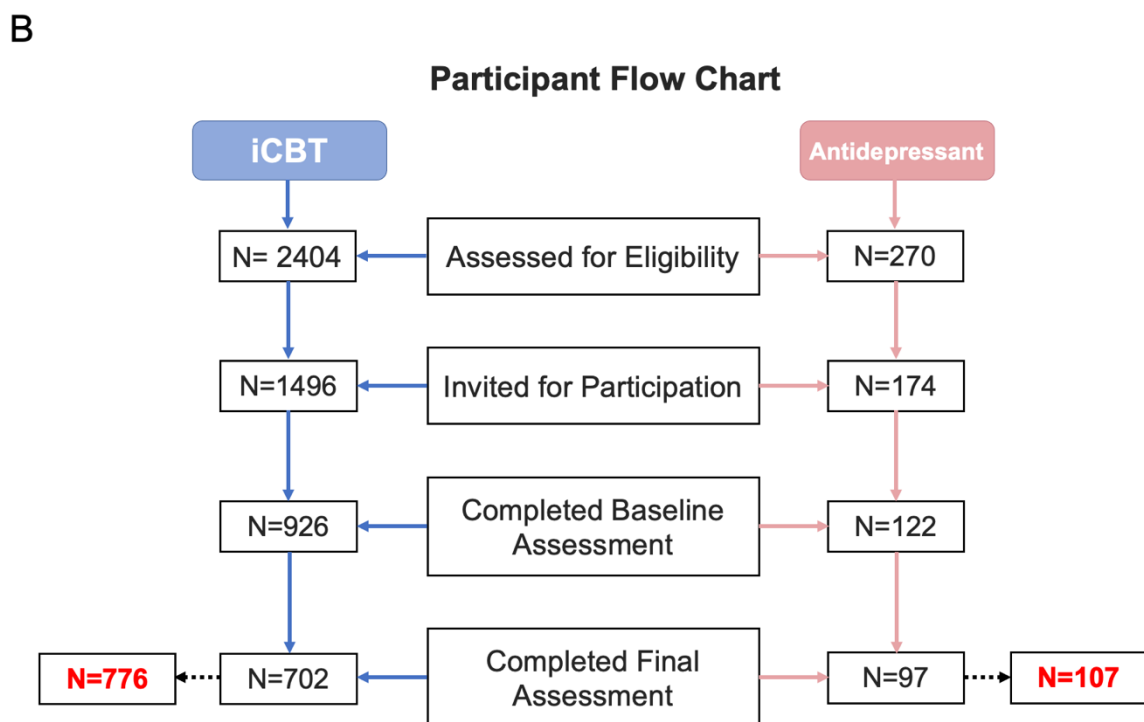 B
Participant Flow Chart
iCBT
Antidepressant
N= 2404
Assessed for Eligibility
N=270
N=1496
Invited for Participation
N=174
N=926
Completed Baseline
Assessment
N=122
N=776
N=702
Completed Final
Assessment
N=97
N=107